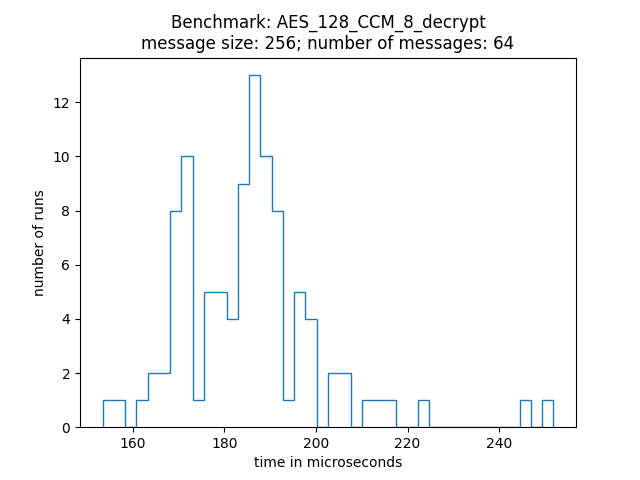 Benchmark: AES_128_CCM_8_decrypt
message size: 256; number of messages: 64
12
10
8
6
4
2
0
number of runs
160 180 200 220 240
time in microseconds